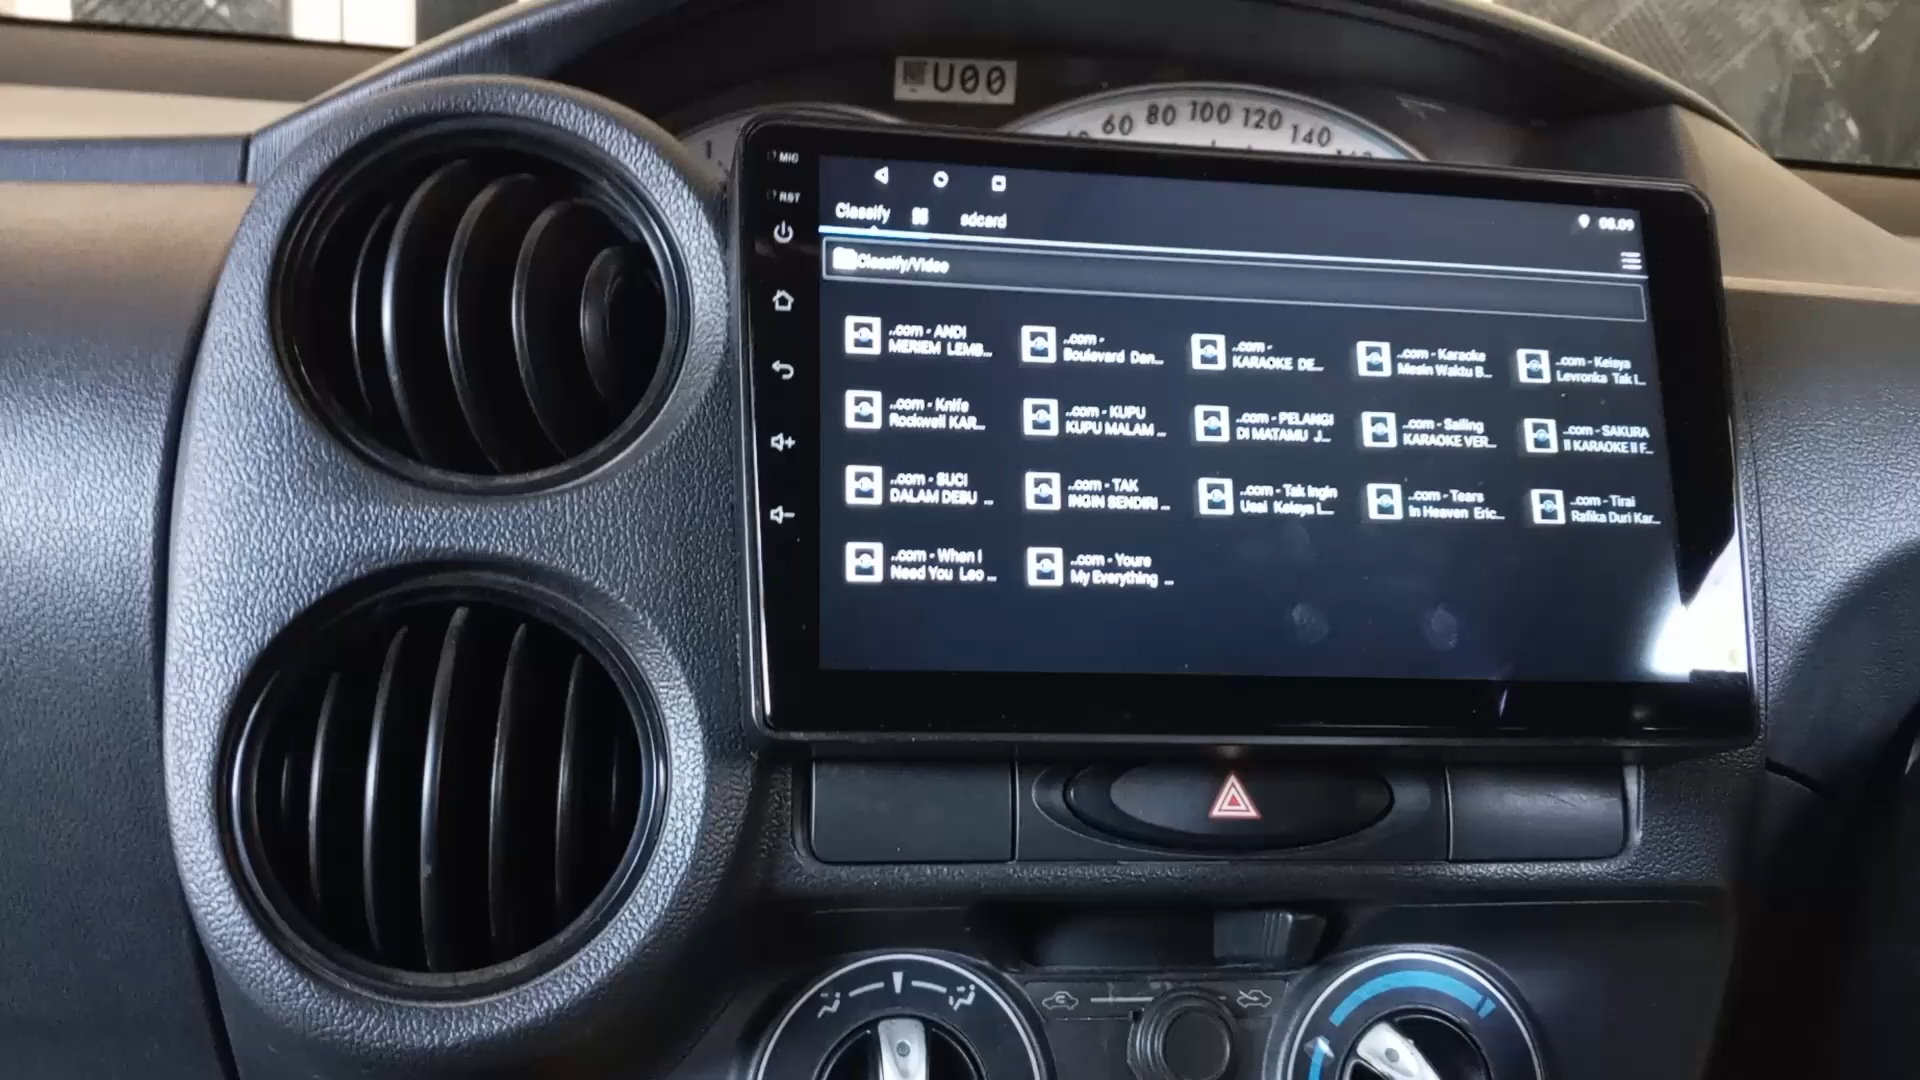 U00
60 80 100 120 140
1
MIC
RST
Classify sdcard
08.09
Classify/Video
..com - ANDI
MERIEM LEMB...
..com -
Boulevard Dan...
..com -
KARAOKE DE...
..com - Karaoke
Mesin Waktu B...
..com - Keisya
Levronka Tak I...
..com - Knife
Rockwell KAR...
..com - KUPU
KUPU MALAM ...
..com - PELANGI
DI MATAMU J...
..com - Sailing
KARAOKE VER...
..com - SAKURA
II KARAOKE II F...
..com - SUCI
DALAM DEBU ...
..com - TAK
INGIN SENDIRI ...
..com - Tak Ingin
Usai Keisya L...
..com - Tears
In Heaven Eric...
..com - Tirai
Rafika Duri Kar...
..com - When I
Need You Leo ...
..com - Youre
My Everything ...